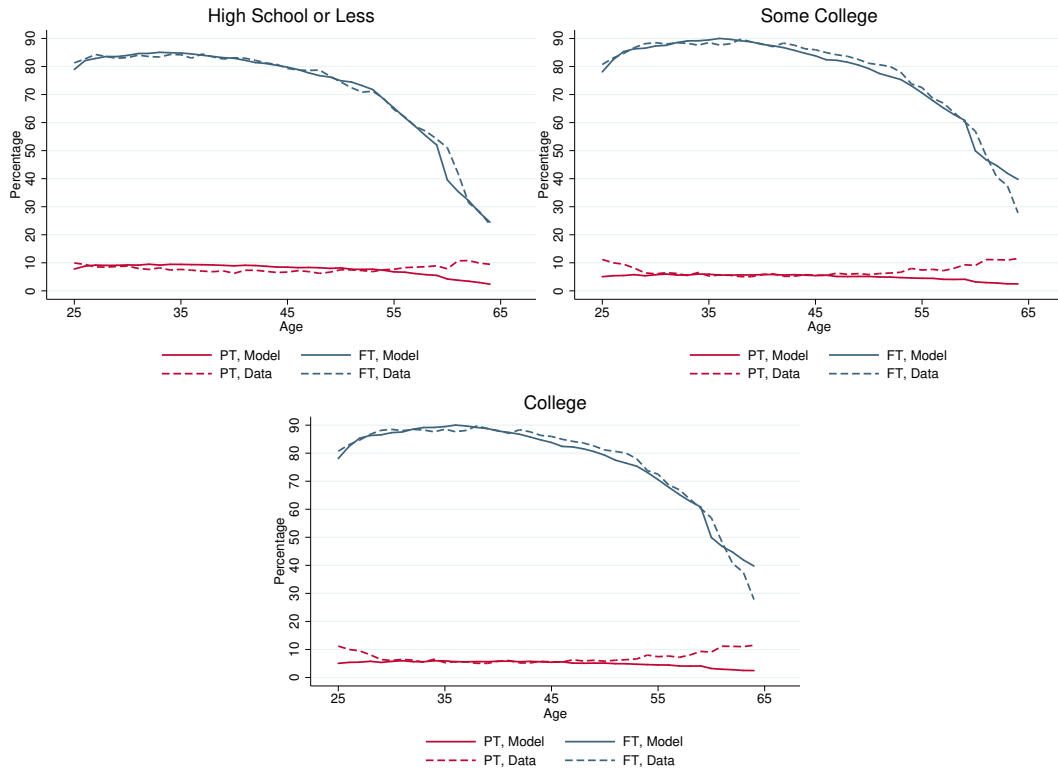 High School or Less
Percentage
90
80
70
60
50
40
30
20
10
0
25 35 45 55 65
Age
PT, Model FT, Model
PT, Data FT, Data
Some College
Percentage
90
80
70
60
50
40
30
20
10
0
25 35 45 55 65
Age
PT, Model FT, Model
PT, Data FT, Data
College
Percentage
90
80
70
60
50
40
30
20
10
0
25 35 45 55 65
Age
PT, Model FT, Model
PT, Data FT, Data